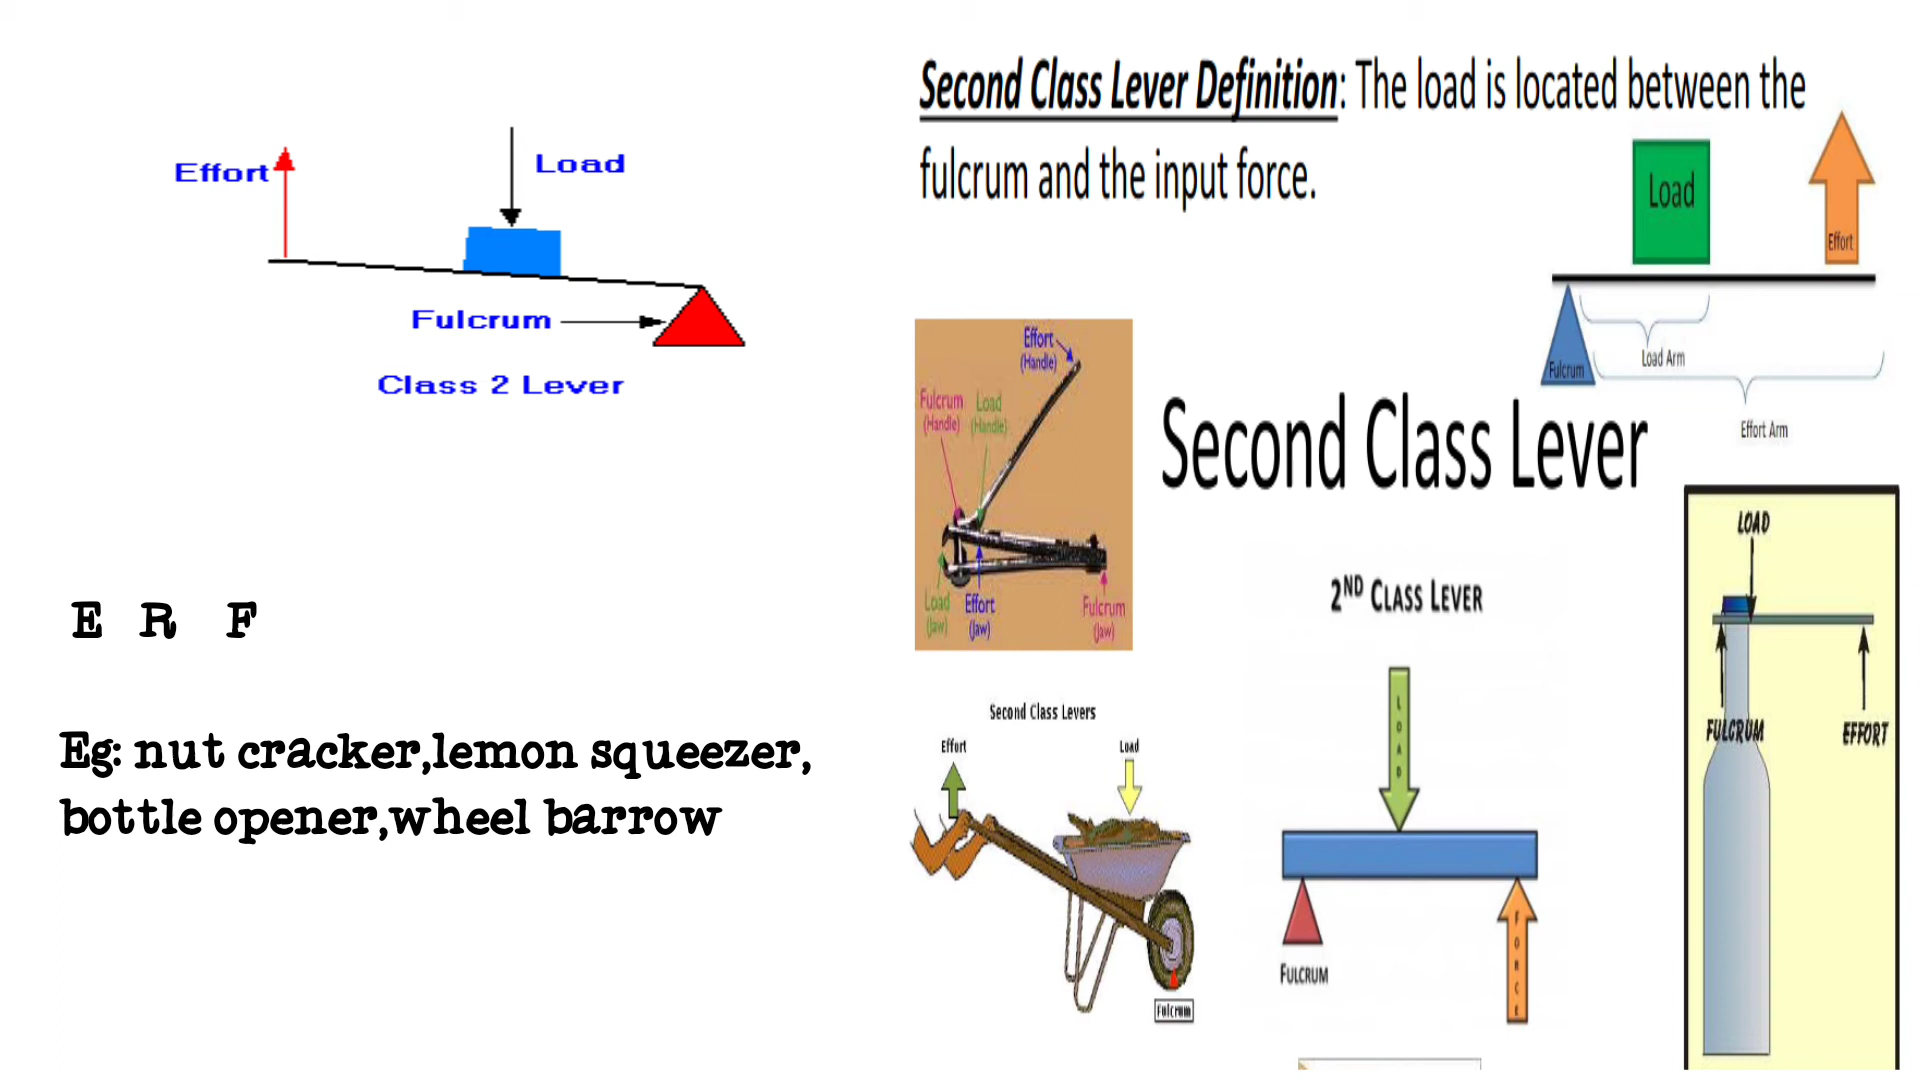 Effort
Load
Fulcrum
Class 2 Lever
E R F
Eg: nut cracker,lemon squeezer,
bottle opener,wheel barrow
Second Class Lever Definition: The load is located between the
fulcrum and the input force.
Load
Effort
Fulcrum
Load Arm
Effort Arm
Effort
(Handle)
Fulcrum
(Handle)
Load
(Handle)
Load
(Jaw)
Effort
(Jaw)
Fulcrum
(Jaw)
Second Class Lever
Second Class Levers
Effort
Load
Fulcrum
2ND CLASS LEVER
LOAD
FULCRUM
FORCE
LOAD
FULCRUM
EFFORT